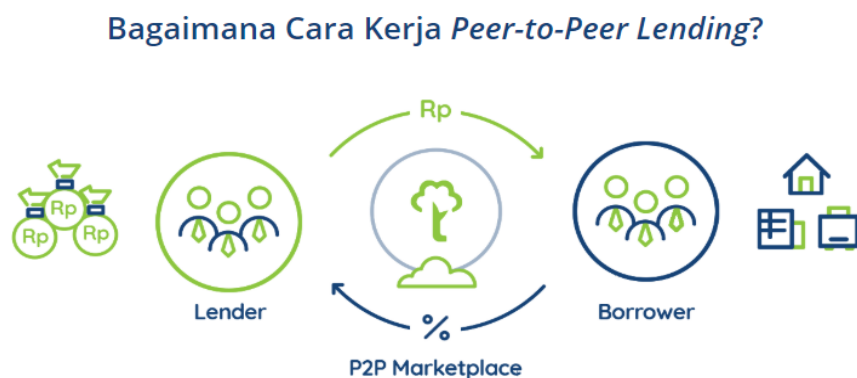 Bagaimana Cara Kerja Peer-to-Peer Lending?
Rp
Rp
Rp
Rp
Lender
Borrower
%
P2P Marketplace